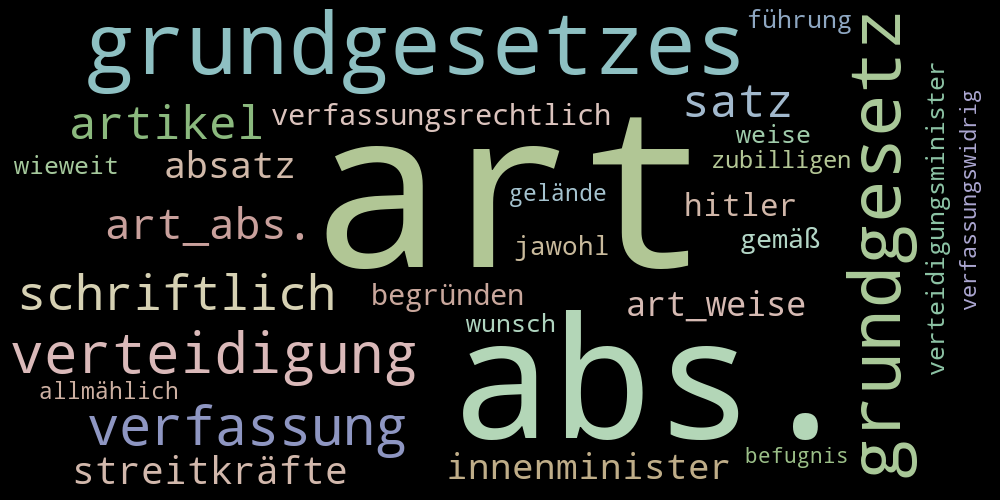 grundgesetzes
führung
grundgesetz
verteidigungsminister
verfassungswidrig
artikel
verfassungsrechtlich
satz
art
weise
wieweit
absatz
zubilligen
gelände
hitler
art_abs.
jawohl
gemäß
schriftlich
begründen
art_weise
wunsch
verteidigung
abs.
allmählich
verfassung
streitkräfte
innenminister
befugnis